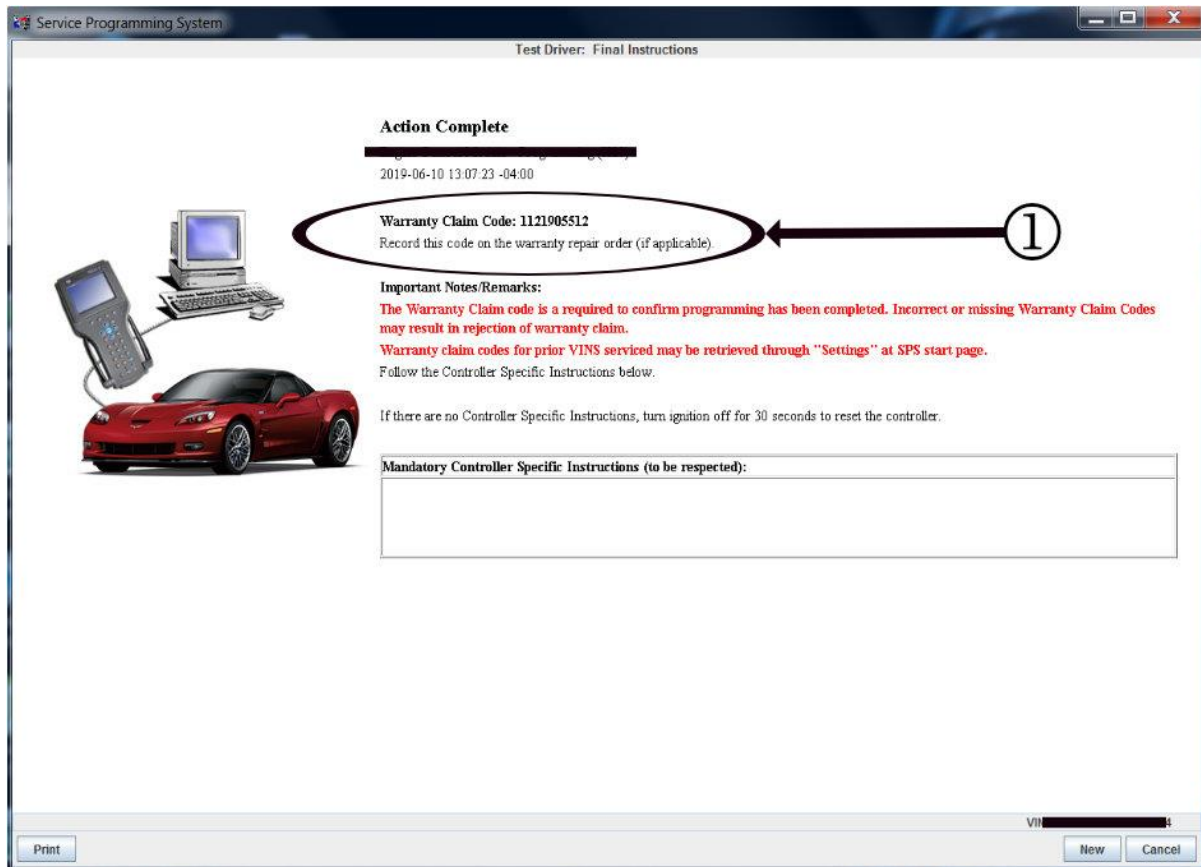 Service Programming System
Test Driver: Final Instructions
Action Complete
2019-06-10 13:07:23 -04:00
Warranty Claim Code: 1121905512
Record this code on the warranty repair order (if applicable).
1
Important Notes/Remarks:
The Warranty Claim code is a required to confirm programming has been completed. Incorrect or missing Warranty Claim Codes
may result in rejection of warranty claim.
Warranty claim codes for prior VINS serviced may be retrieved through "Settings" at SPS start page.
Follow the Controller Specific Instructions below.
If there are no Controller Specific Instructions, turn ignition off for 30 seconds to reset the controller.
Mandatory Controller Specific Instructions (to be respected):
VIN 4
Print
New
Cancel